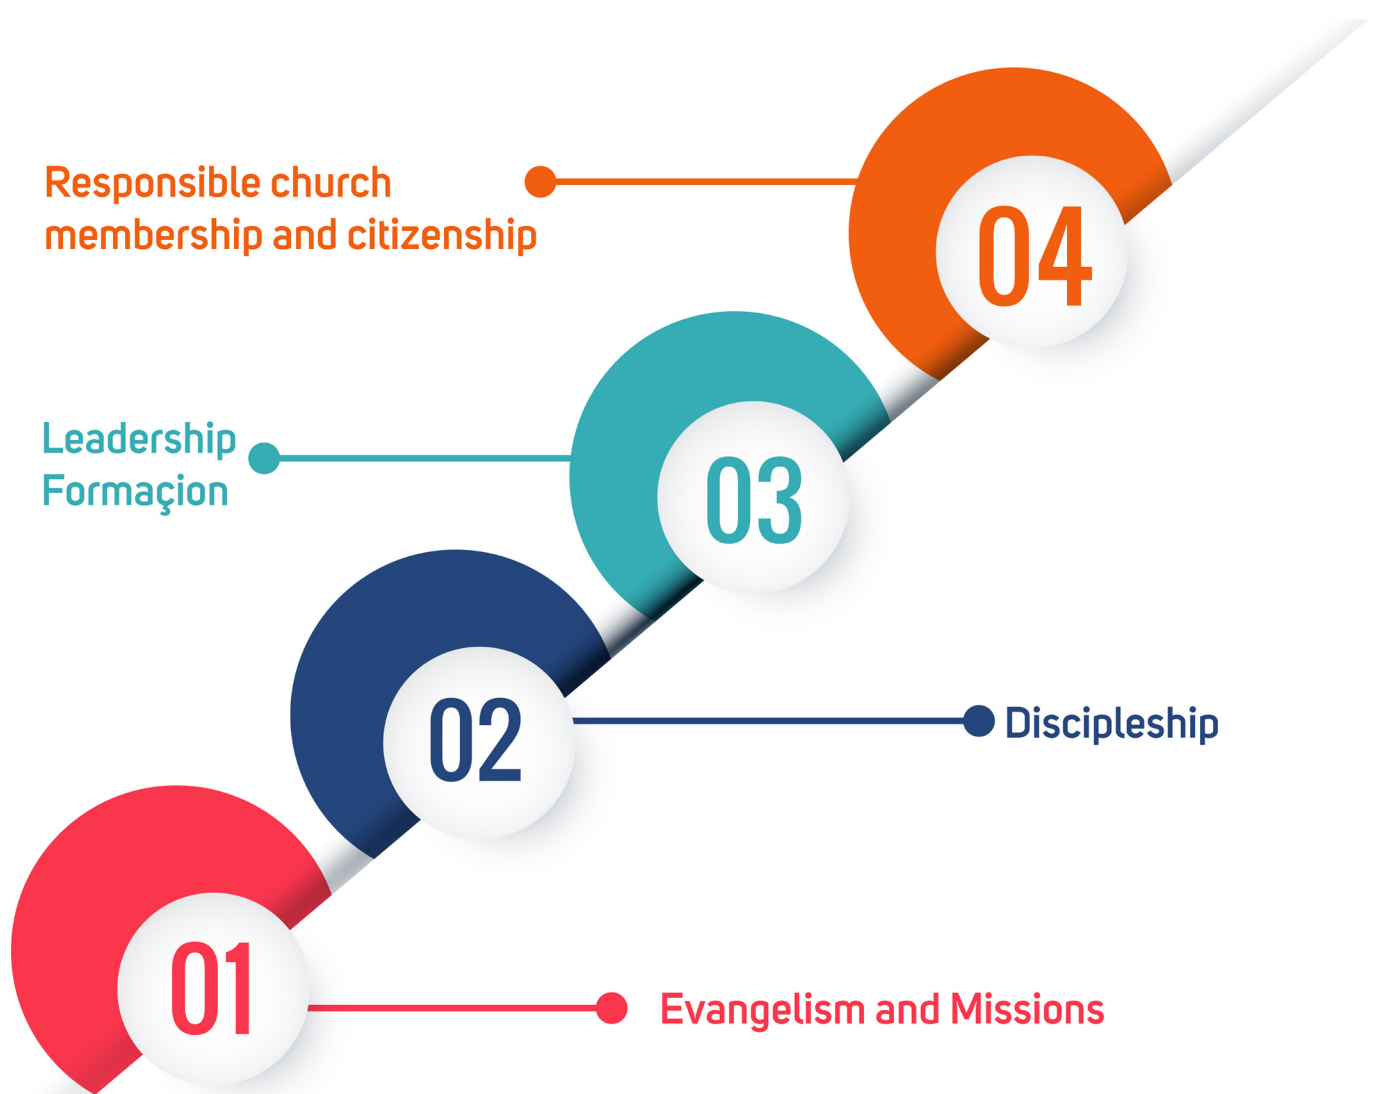 Responsible church
membership and citizenship
04
Leadership
Formaçion
03
02
Discipleship
01
Evangelism and Missions